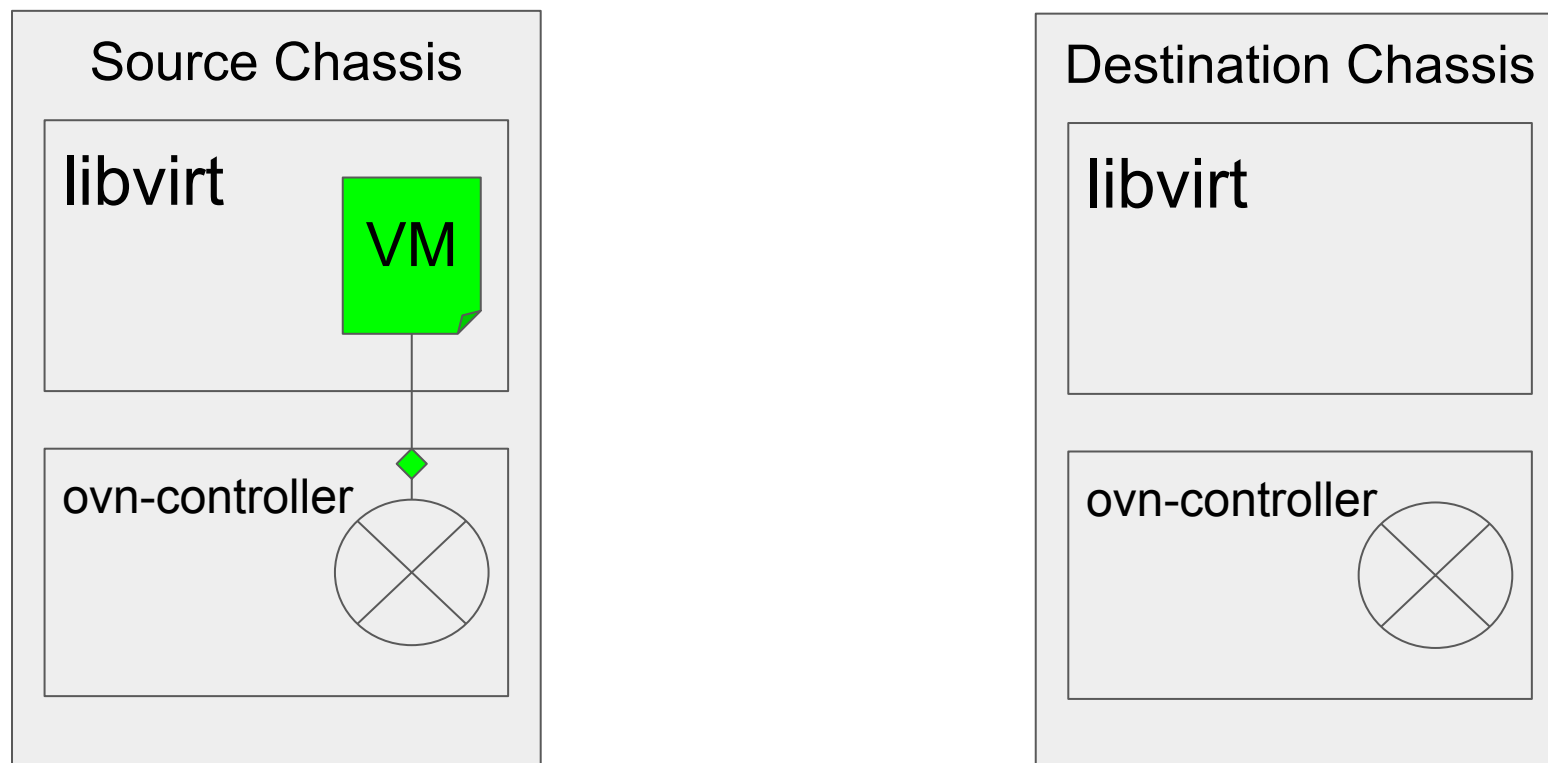 Source Chassis
libvirt
VM
ovn-controller
Destination Chassis
libvirt
ovn-controller